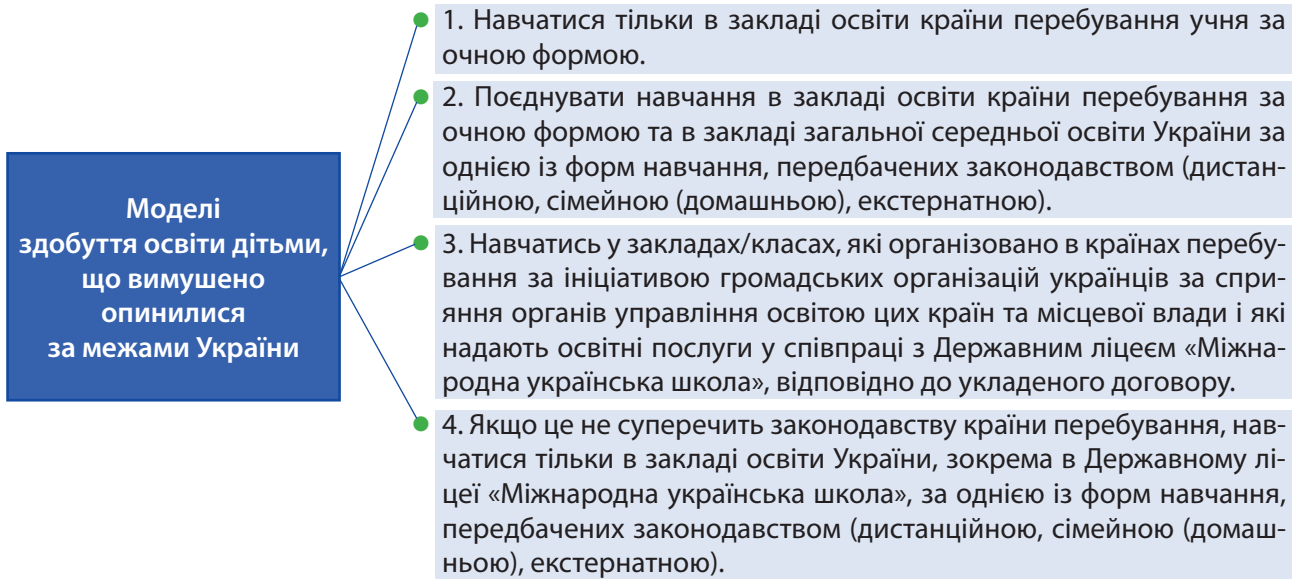 Моделі
здобуття освіти дітьми,
що вимушено
опинилися
за межами України
1. Навчатися тільки в закладі освіти країни перебування учня за
очною формою.
2. Поєднувати навчання в закладі освіти країни перебування за
очною формою та в закладі загальної середньої освіти України за
однією із форм навчання, передбачених законодавством (дистан-
ційною, сімейною (домашньою), екстернатною).
3. Навчатись у закладах/класах, які організовано в країнах перебу-
вання за ініціативою громадських організацій українців за спри-
яння органів управління освітою цих країн та місцевої влади і які
надають освітні послуги у співпраці з Державним ліцеєм «Міжна-
родна українська школа», відповідно до укладеного договору.
4. Якщо це не суперечить законодавству країни перебування, нав-
чатися тільки в закладі освіти України, зокрема в Державному лі-
цеї «Міжнародна українська школа», за однією із форм навчання,
передбачених законодавством (дистанційною, сімейною (домаш-
ньою), екстернатною).